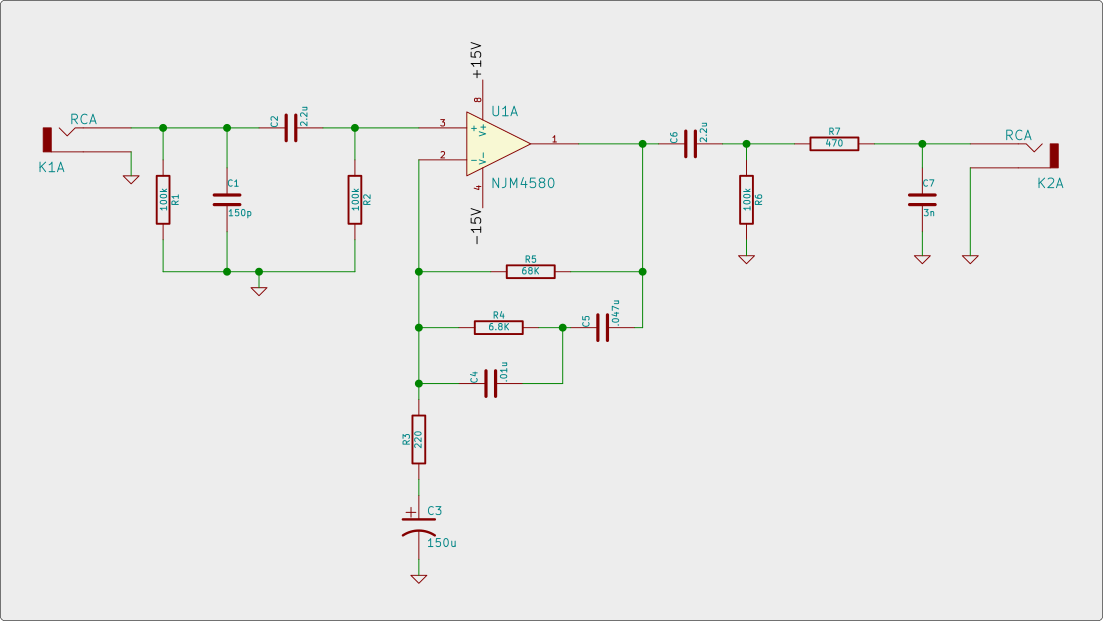 +15V
RCA
K1A
100k
R1
C1
150p
C2
2.2u
100k
R2
3
2
+
-
V+
V-
8
4
1
U1A
NJM4580
-15V
R5
68K
R4
6.8K
C5
.047u
C4
.01u
R3
220
+
C3
150u
C6
2.2u
100k
R6
R7
470
C7
3n
RCA
K2A